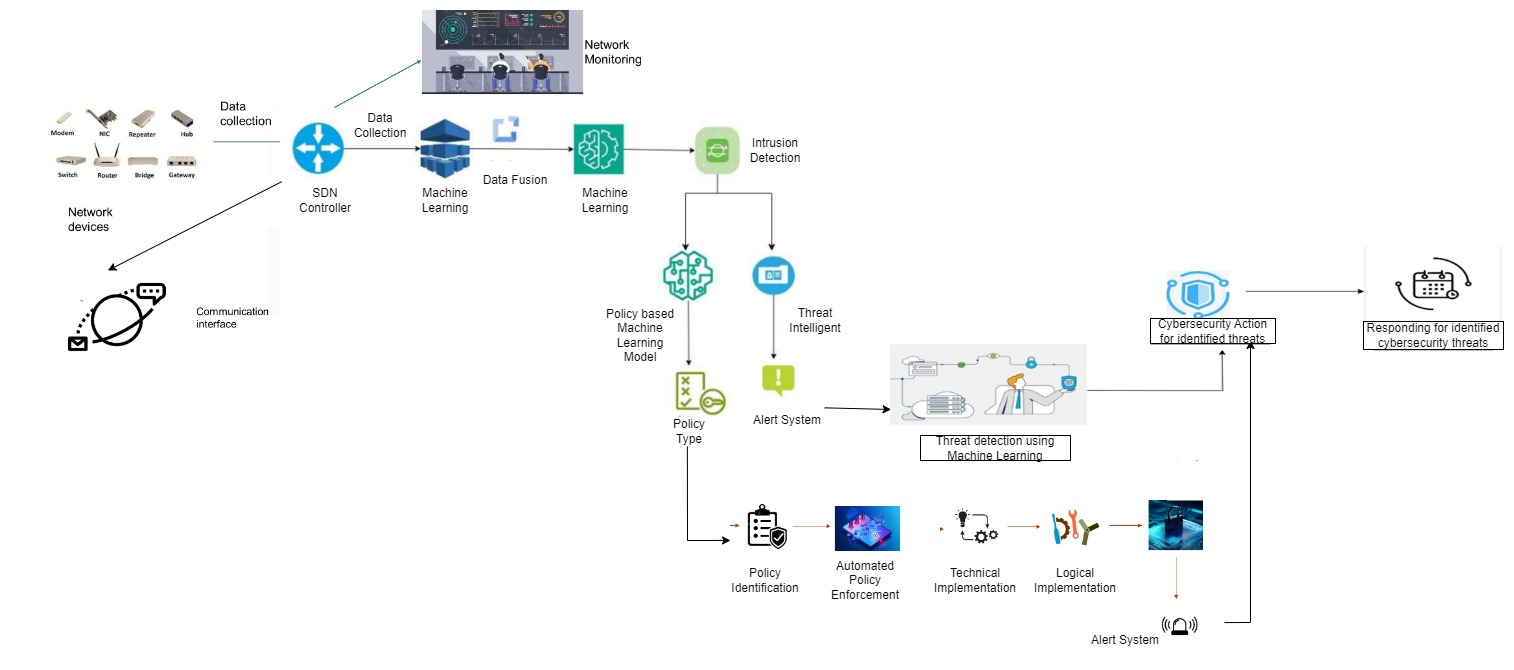 Network
Monitoring
Data
collection
Modem
NIC
Repeater
Hub
Switch
Router
Bridge
Gateway
Network
devices
Data
Collection
SDN
Controller
Machine
Learning
Data Fusion
Machine
Learning
Intrusion
Detection
Communication
interface
Policy based
Machine
Learning
Model
Threat
Intelligent
Policy
Type
Alert System
Threat detection using
Machine Learning
Cybersecurity Action
for identified threats
Responding for identified
cybersecurity threats
Policy
Identification
Automated
Policy
Enforcement
Technical
Implementation
Logical
Implementation
Alert System